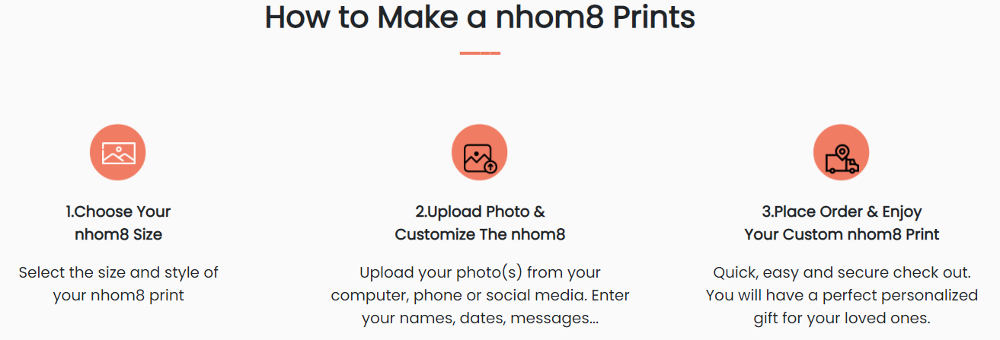 How to Make a nhom8 Prints
1.Choose Your
nhom8 Size
Select the size and style of
your nhom8 print
2.Upload Photo &
Customize The nhom8
Upload your photo(s) from your
computer, phone or social media. Enter
your names, dates, messages...
3.Place Order & Enjoy
Your Custom nhom8 Print
Quick, easy and secure check out.
You will have a perfect personalized
gift for your loved ones.